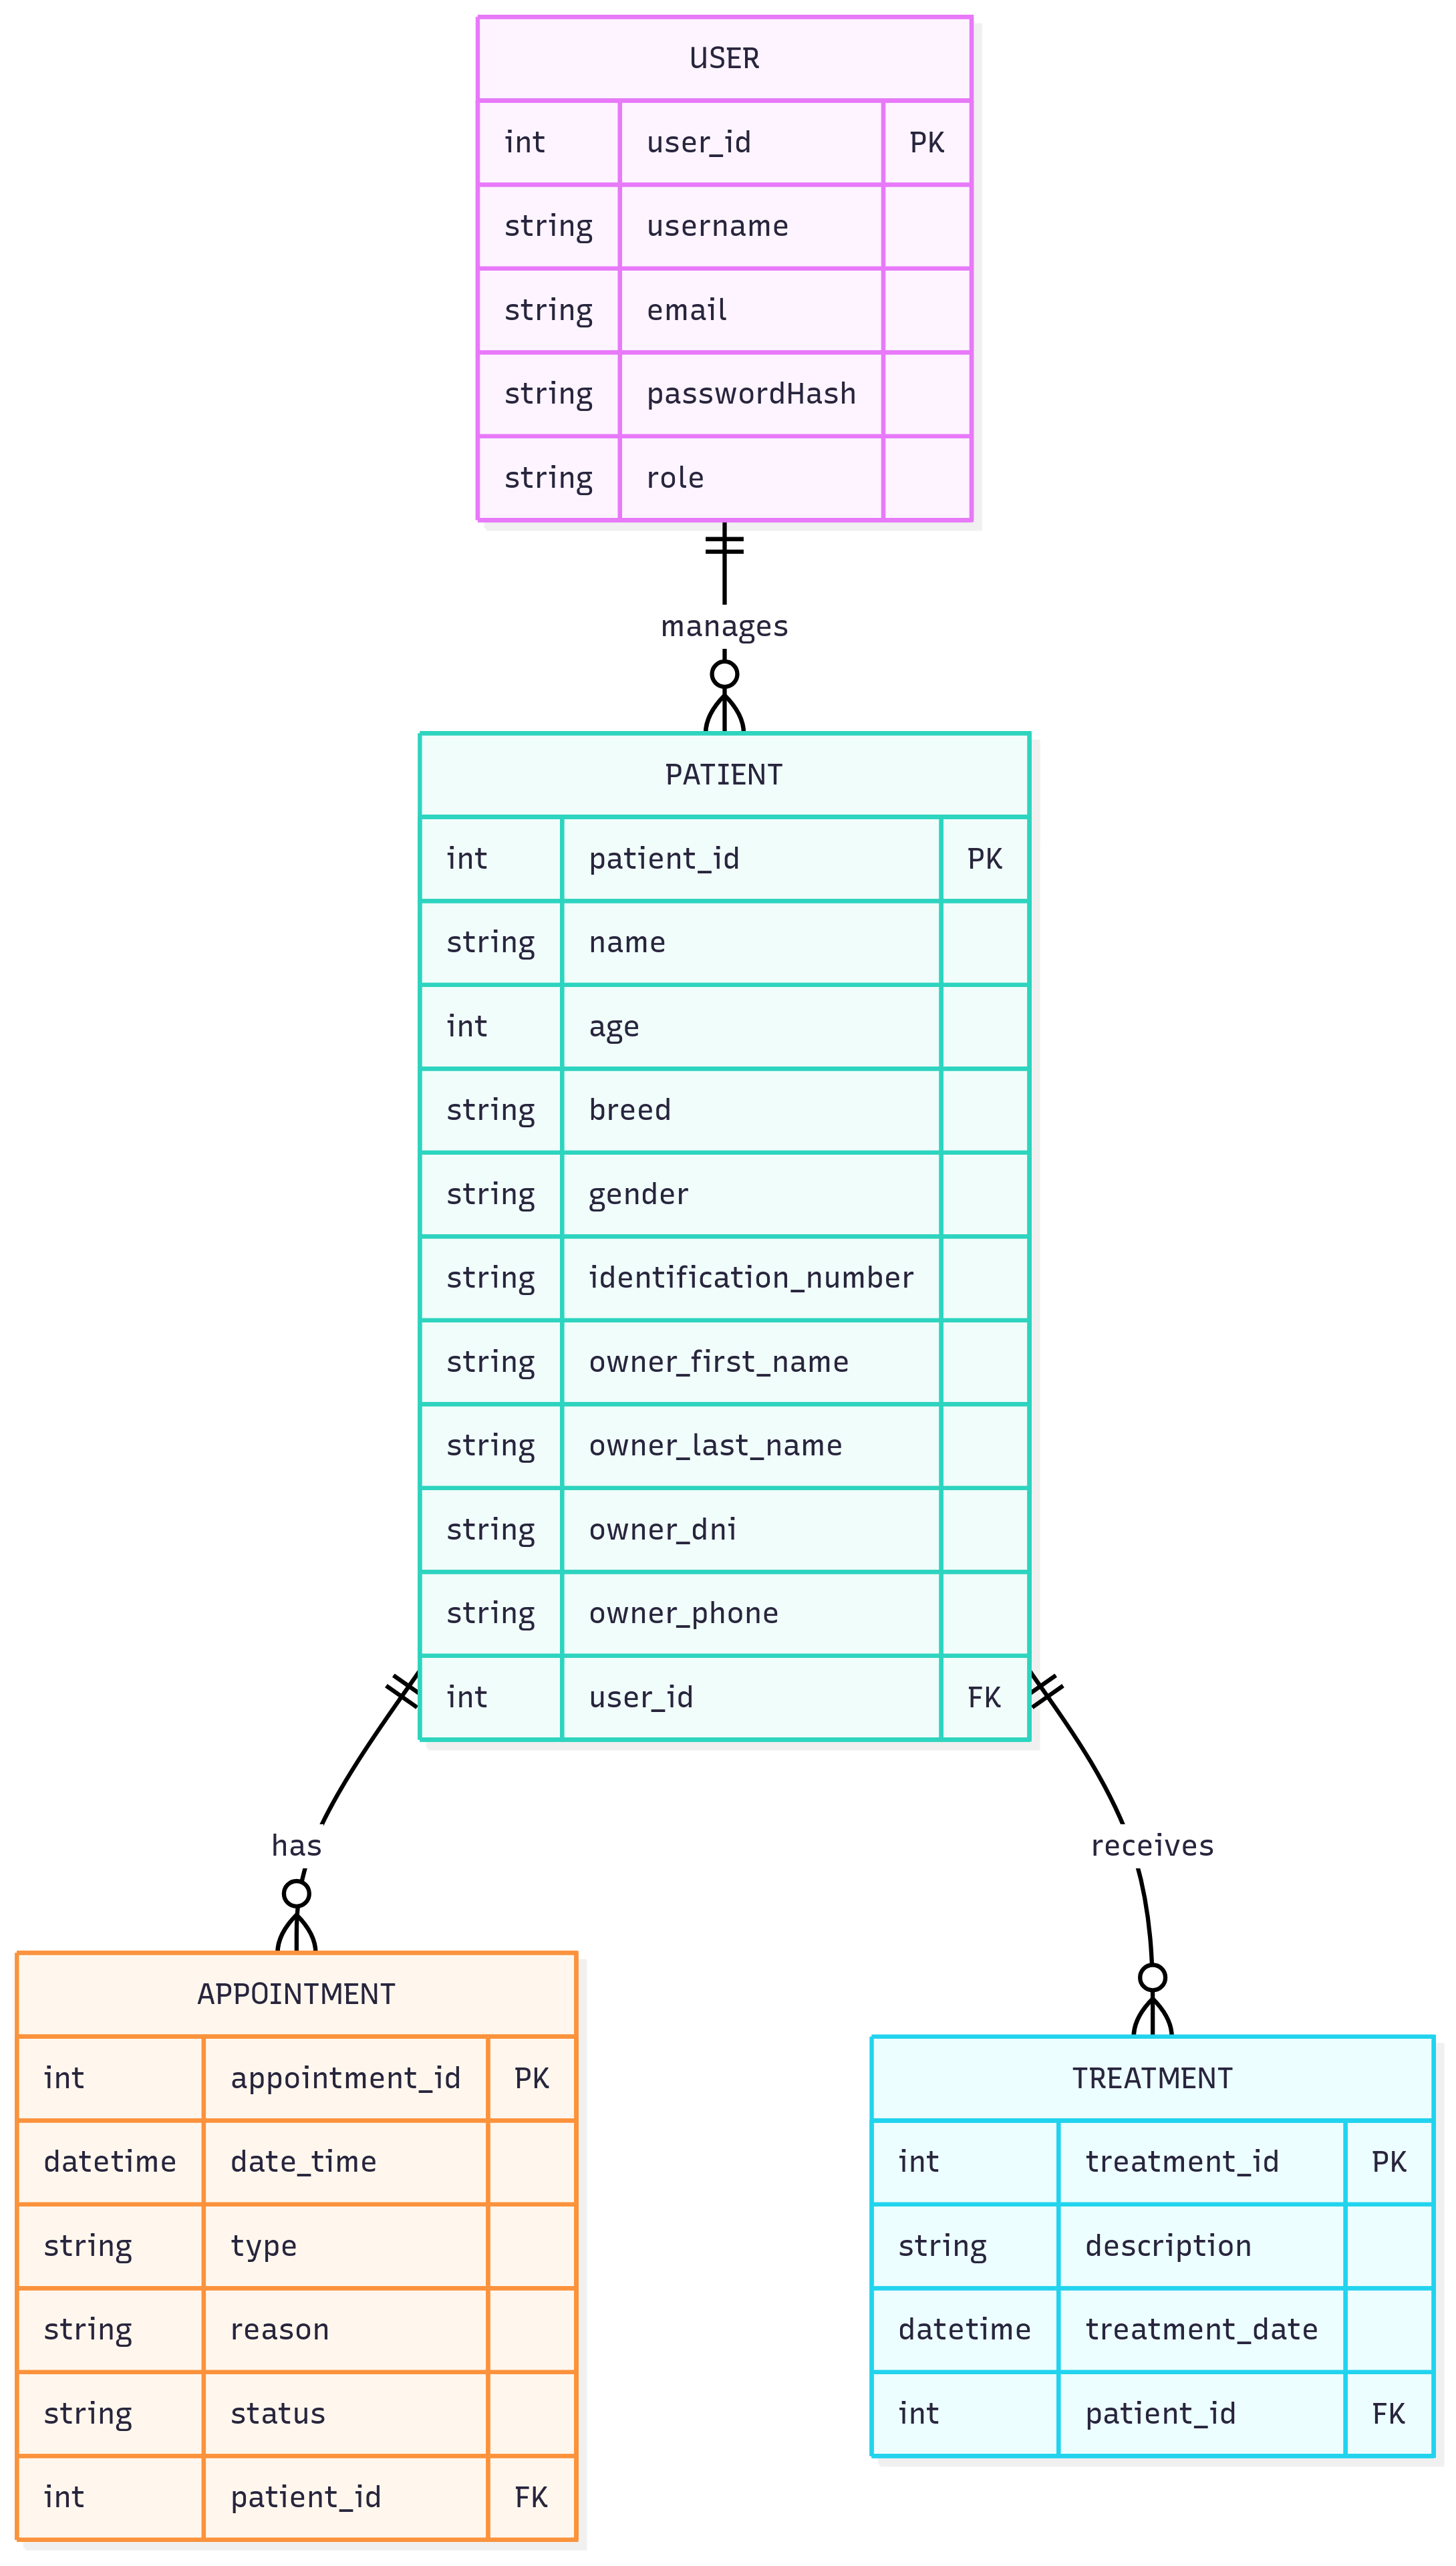 USER
int user_id PK
string username
string email
string passwordHash
string role
manages
PATIENT
int patient_id PK
string name
int age
string breed
string gender
string identification_number
string owner_first_name
string owner_last_name
string owner_dni
string owner_phone
int user_id FK
has
receives
APPOINTMENT
int appointment_id PK
datetime date_time
string type
string reason
string status
int patient_id FK
TREATMENT
int treatment_id PK
string description
datetime treatment_date
int patient_id FK